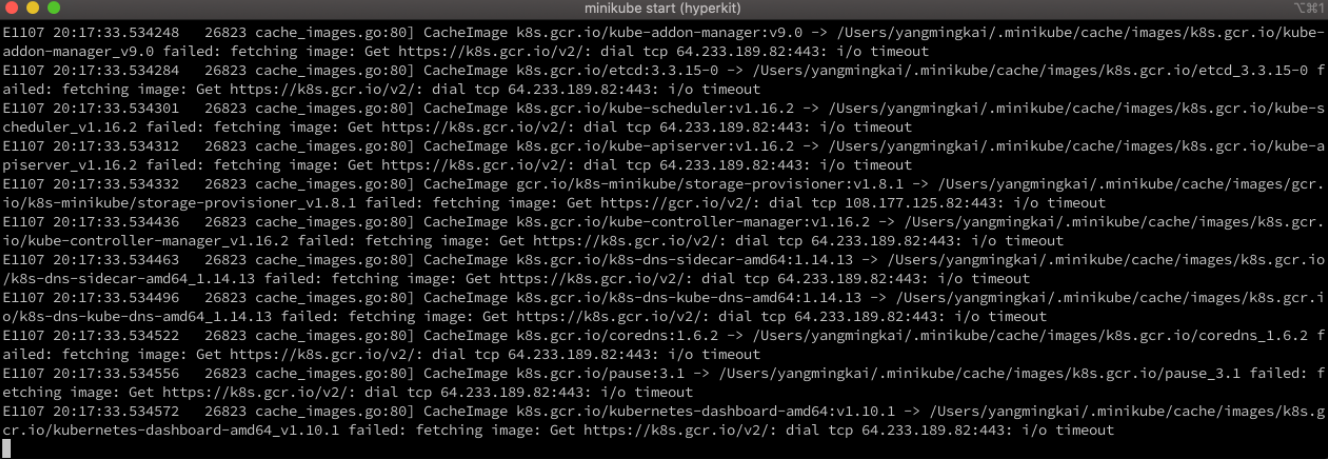 minikube start (hyperkit)
⌥⌘1
E1107 20:17:33.534248   26823 cache_images.go:80] CacheImage k8s.gcr.io/kube-addon-manager:v9.0 -> /Users/yangmingkai/.minikube/cache/images/k8s.gcr.io/kube-
addon-manager_v9.0 failed: fetching image: Get https://k8s.gcr.io/v2/: dial tcp 64.233.189.82:443: i/o timeout
E1107 20:17:33.534284   26823 cache_images.go:80] CacheImage k8s.gcr.io/etcd:3.3.15-0 -> /Users/yangmingkai/.minikube/cache/images/k8s.gcr.io/etcd_3.3.15-0 f
ailed: fetching image: Get https://k8s.gcr.io/v2/: dial tcp 64.233.189.82:443: i/o timeout
E1107 20:17:33.534301   26823 cache_images.go:80] CacheImage k8s.gcr.io/kube-scheduler:v1.16.2 -> /Users/yangmingkai/.minikube/cache/images/k8s.gcr.io/kube-s
cheduler_v1.16.2 failed: fetching image: Get https://k8s.gcr.io/v2/: dial tcp 64.233.189.82:443: i/o timeout
E1107 20:17:33.534312   26823 cache_images.go:80] CacheImage k8s.gcr.io/kube-apiserver:v1.16.2 -> /Users/yangmingkai/.minikube/cache/images/k8s.gcr.io/kube-a
piserver_v1.16.2 failed: fetching image: Get https://k8s.gcr.io/v2/: dial tcp 64.233.189.82:443: i/o timeout
E1107 20:17:33.534332   26823 cache_images.go:80] CacheImage gcr.io/k8s-minikube/storage-provisioner:v1.8.1 -> /Users/yangmingkai/.minikube/cache/images/gcr.
io/k8s-minikube/storage-provisioner_v1.8.1 failed: fetching image: Get https://gcr.io/v2/: dial tcp 108.177.125.82:443: i/o timeout
E1107 20:17:33.534436   26823 cache_images.go:80] CacheImage k8s.gcr.io/kube-controller-manager:v1.16.2 -> /Users/yangmingkai/.minikube/cache/images/k8s.gcr.
io/kube-controller-manager_v1.16.2 failed: fetching image: Get https://k8s.gcr.io/v2/: dial tcp 64.233.189.82:443: i/o timeout
E1107 20:17:33.534463   26823 cache_images.go:80] CacheImage k8s.gcr.io/k8s-dns-sidecar-amd64:1.14.13 -> /Users/yangmingkai/.minikube/cache/images/k8s.gcr.io
/k8s-dns-sidecar-amd64_1.14.13 failed: fetching image: Get https://k8s.gcr.io/v2/: dial tcp 64.233.189.82:443: i/o timeout
E1107 20:17:33.534496   26823 cache_images.go:80] CacheImage k8s.gcr.io/k8s-dns-kube-dns-amd64:1.14.13 -> /Users/yangmingkai/.minikube/cache/images/k8s.gcr.i
o/k8s-dns-kube-dns-amd64_1.14.13 failed: fetching image: Get https://k8s.gcr.io/v2/: dial tcp 64.233.189.82:443: i/o timeout
E1107 20:17:33.534522   26823 cache_images.go:80] CacheImage k8s.gcr.io/coredns:1.6.2 -> /Users/yangmingkai/.minikube/cache/images/k8s.gcr.io/coredns_1.6.2 f
ailed: fetching image: Get https://k8s.gcr.io/v2/: dial tcp 64.233.189.82:443: i/o timeout
E1107 20:17:33.534556   26823 cache_images.go:80] CacheImage k8s.gcr.io/pause:3.1 -> /Users/yangmingkai/.minikube/cache/images/k8s.gcr.io/pause_3.1 failed: f
etching image: Get https://k8s.gcr.io/v2/: dial tcp 64.233.189.82:443: i/o timeout
E1107 20:17:33.534572   26823 cache_images.go:80] CacheImage k8s.gcr.io/kubernetes-dashboard-amd64:v1.10.1 -> /Users/yangmingkai/.minikube/cache/images/k8s.g
cr.io/kubernetes-dashboard-amd64_v1.10.1 failed: fetching image: Get https://k8s.gcr.io/v2/: dial tcp 64.233.189.82:443: i/o timeout